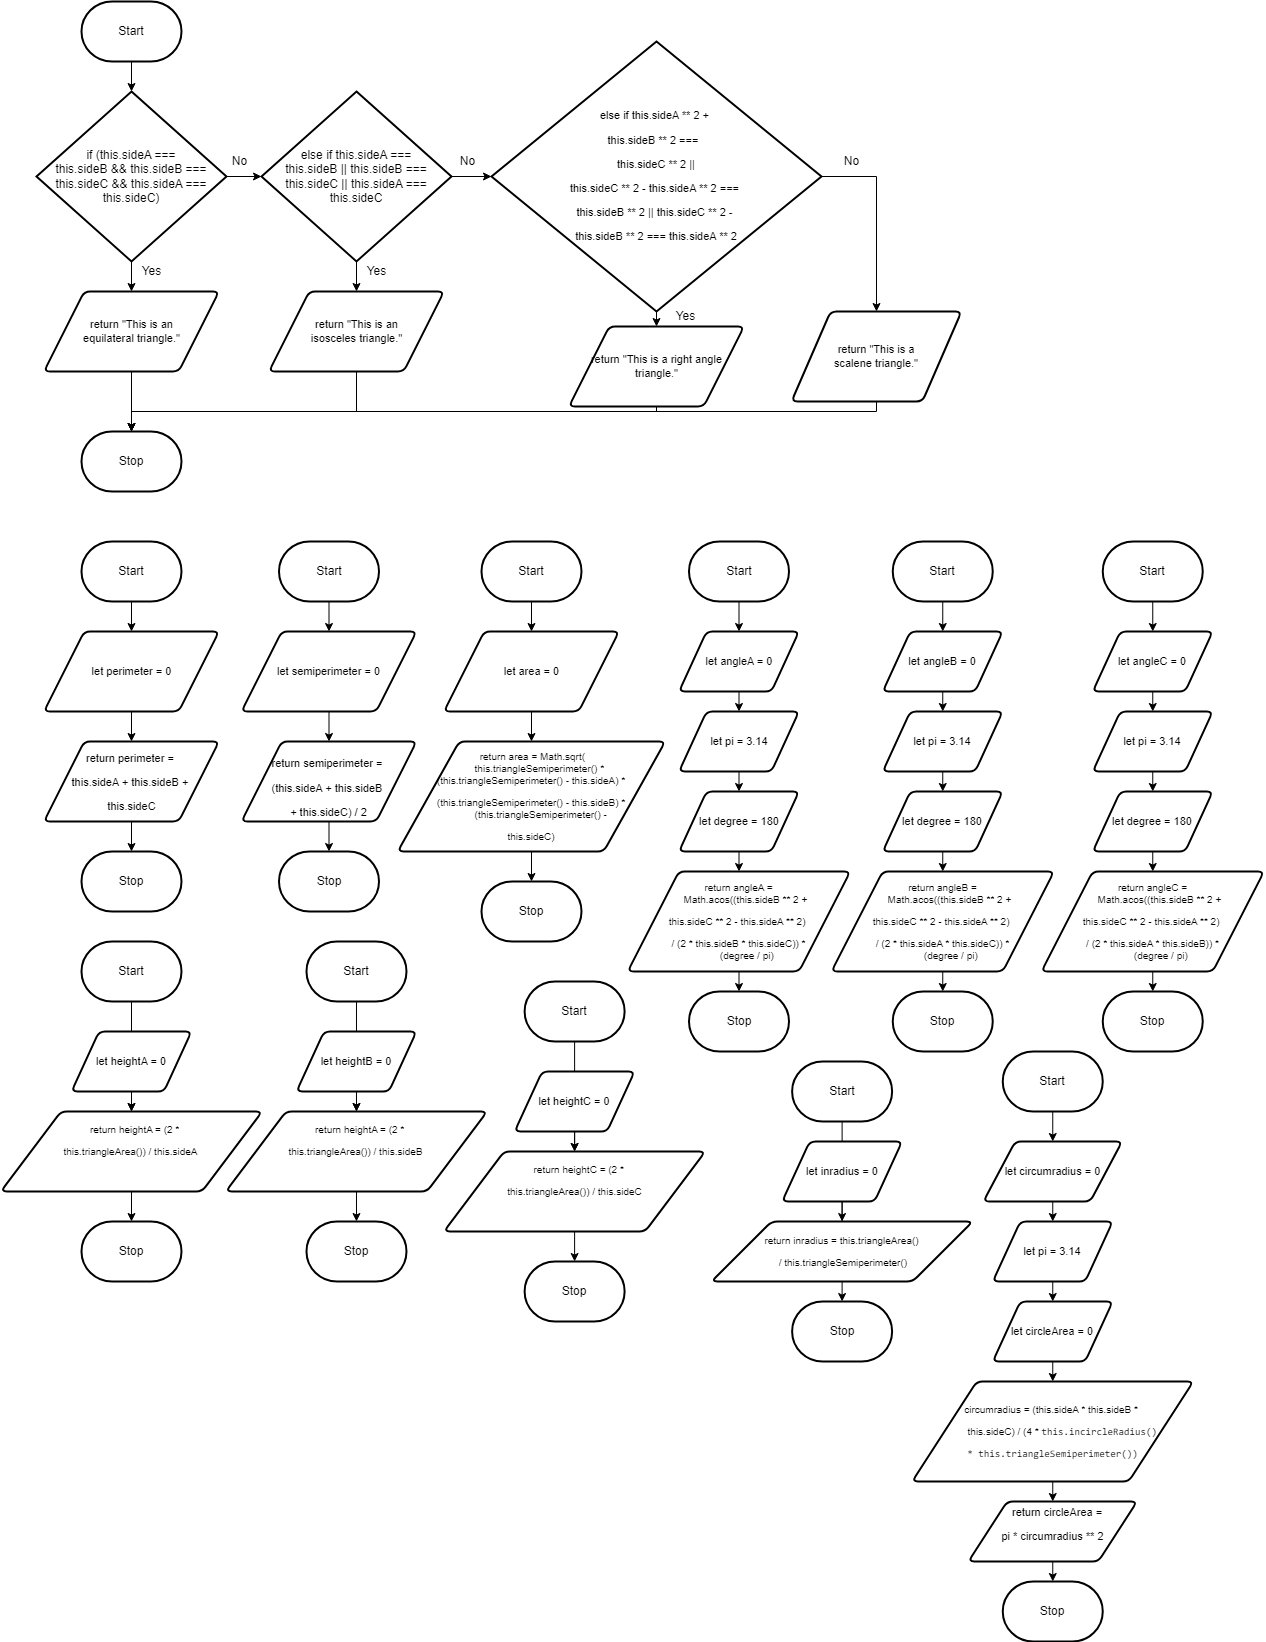 Start
if (this.sideA ===
this.sideB && this.sideB ===
this.sideC && this.sideA ===
this.sideC)
No
else if this.sideA ===
this.sideB || this.sideB ===
this.sideC || this.sideA ===
this.sideC
No
else if this.sideA ** 2 +
this.sideB ** 2 ===
this.sideC ** 2 ||
this.sideC ** 2 - this.sideA ** 2 ===
this.sideB ** 2 || this.sideC ** 2 -
this.sideB ** 2 === this.sideA ** 2
No
Yes
Yes
Yes
return "This is an
equilateral triangle."
return "This is an
isosceles triangle."
return "This is a right angle
triangle."
return "This is a
scalene triangle."
Stop
Start
let perimeter = 0
return perimeter =
this.sideA + this.sideB +
this.sideC
Stop
Start
let semiperimeter = 0
return semiperimeter =
(this.sideA + this.sideB
+ this.sideC) / 2
Stop
Start
let area = 0
return area = Math.sqrt(
this.triangleSemiperimeter() *
(this.triangleSemiperimeter() - this.sideA) *
(this.triangleSemiperimeter() - this.sideB) *
(this.triangleSemiperimeter() -
this.sideC)
Stop
Start
let angleA = 0
let pi = 3.14
let degree = 180
return angleA =
Math.acos((this.sideB ** 2 +
this.sideC ** 2 - this.sideA ** 2)
/ (2 * this.sideB * this.sideC)) *
(degree / pi)
Stop
Start
let angleB = 0
let pi = 3.14
let degree = 180
return angleB =
Math.acos((this.sideB ** 2 +
this.sideC ** 2 - this.sideA ** 2)
/ (2 * this.sideA * this.sideC)) *
(degree / pi)
Stop
Start
let angleC = 0
let pi = 3.14
let degree = 180
return angleC =
Math.acos((this.sideB ** 2 +
this.sideC ** 2 - this.sideA ** 2)
/ (2 * this.sideA * this.sideB)) *
(degree / pi)
Stop
Start
let heightA = 0
return heightA = (2 *
this.triangleArea()) / this.sideA
Stop
Start
let heightB = 0
return heightA = (2 *
this.triangleArea()) / this.sideB
Stop
Start
let heightC = 0
return heightC = (2 *
this.triangleArea()) / this.sideC
Stop
Start
let inradius = 0
return inradius = this.triangleArea()
/ this.triangleSemiperimeter()
Stop
Start
let circumradius = 0
let pi = 3.14
let circleArea = 0
circumradius = (this.sideA * this.sideB *
this.sideC) / (4 * this.incircleRadius()
* this.triangleSemiperimeter())
return circleArea =
pi * circumradius ** 2
Stop